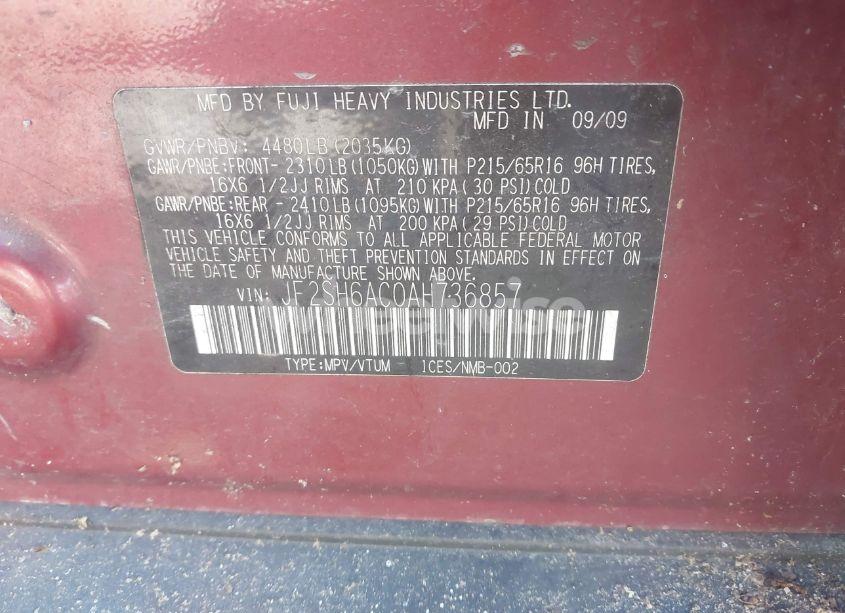 MFD BY FUJI HEAVY INDUSTRIES LTD.
MFD IN 09/09
GVWR/PNBV: 4480LB(2035KG)
GAWR/PNBE:FRONT- 2310LB(1050KG)WITH P215/65R16 96H TIRES,
16X6 1/2JJ RIMS AT 210 KPA( 30 PSI)COLD
GAWR/PNBE:REAR - 2410LB(1095KG)WITH P215/65R16 96H TIRES,
16X6 1/2JJ RIMS AT 200 KPA( 29 PSI)COLD
THIS VEHICLE CONFORMS TO ALL APPLICABLE FEDERAL MOTOR
VEHICLE SAFETY AND THEFT PREVENTION STANDARDS IN EFFECT ON
THE DATE OF MANUFACTURE SHOWN ABOVE.
VIN: JF2SH6AC0AH736857
TYPE:MPV/VTUM - ICES/NMB-002